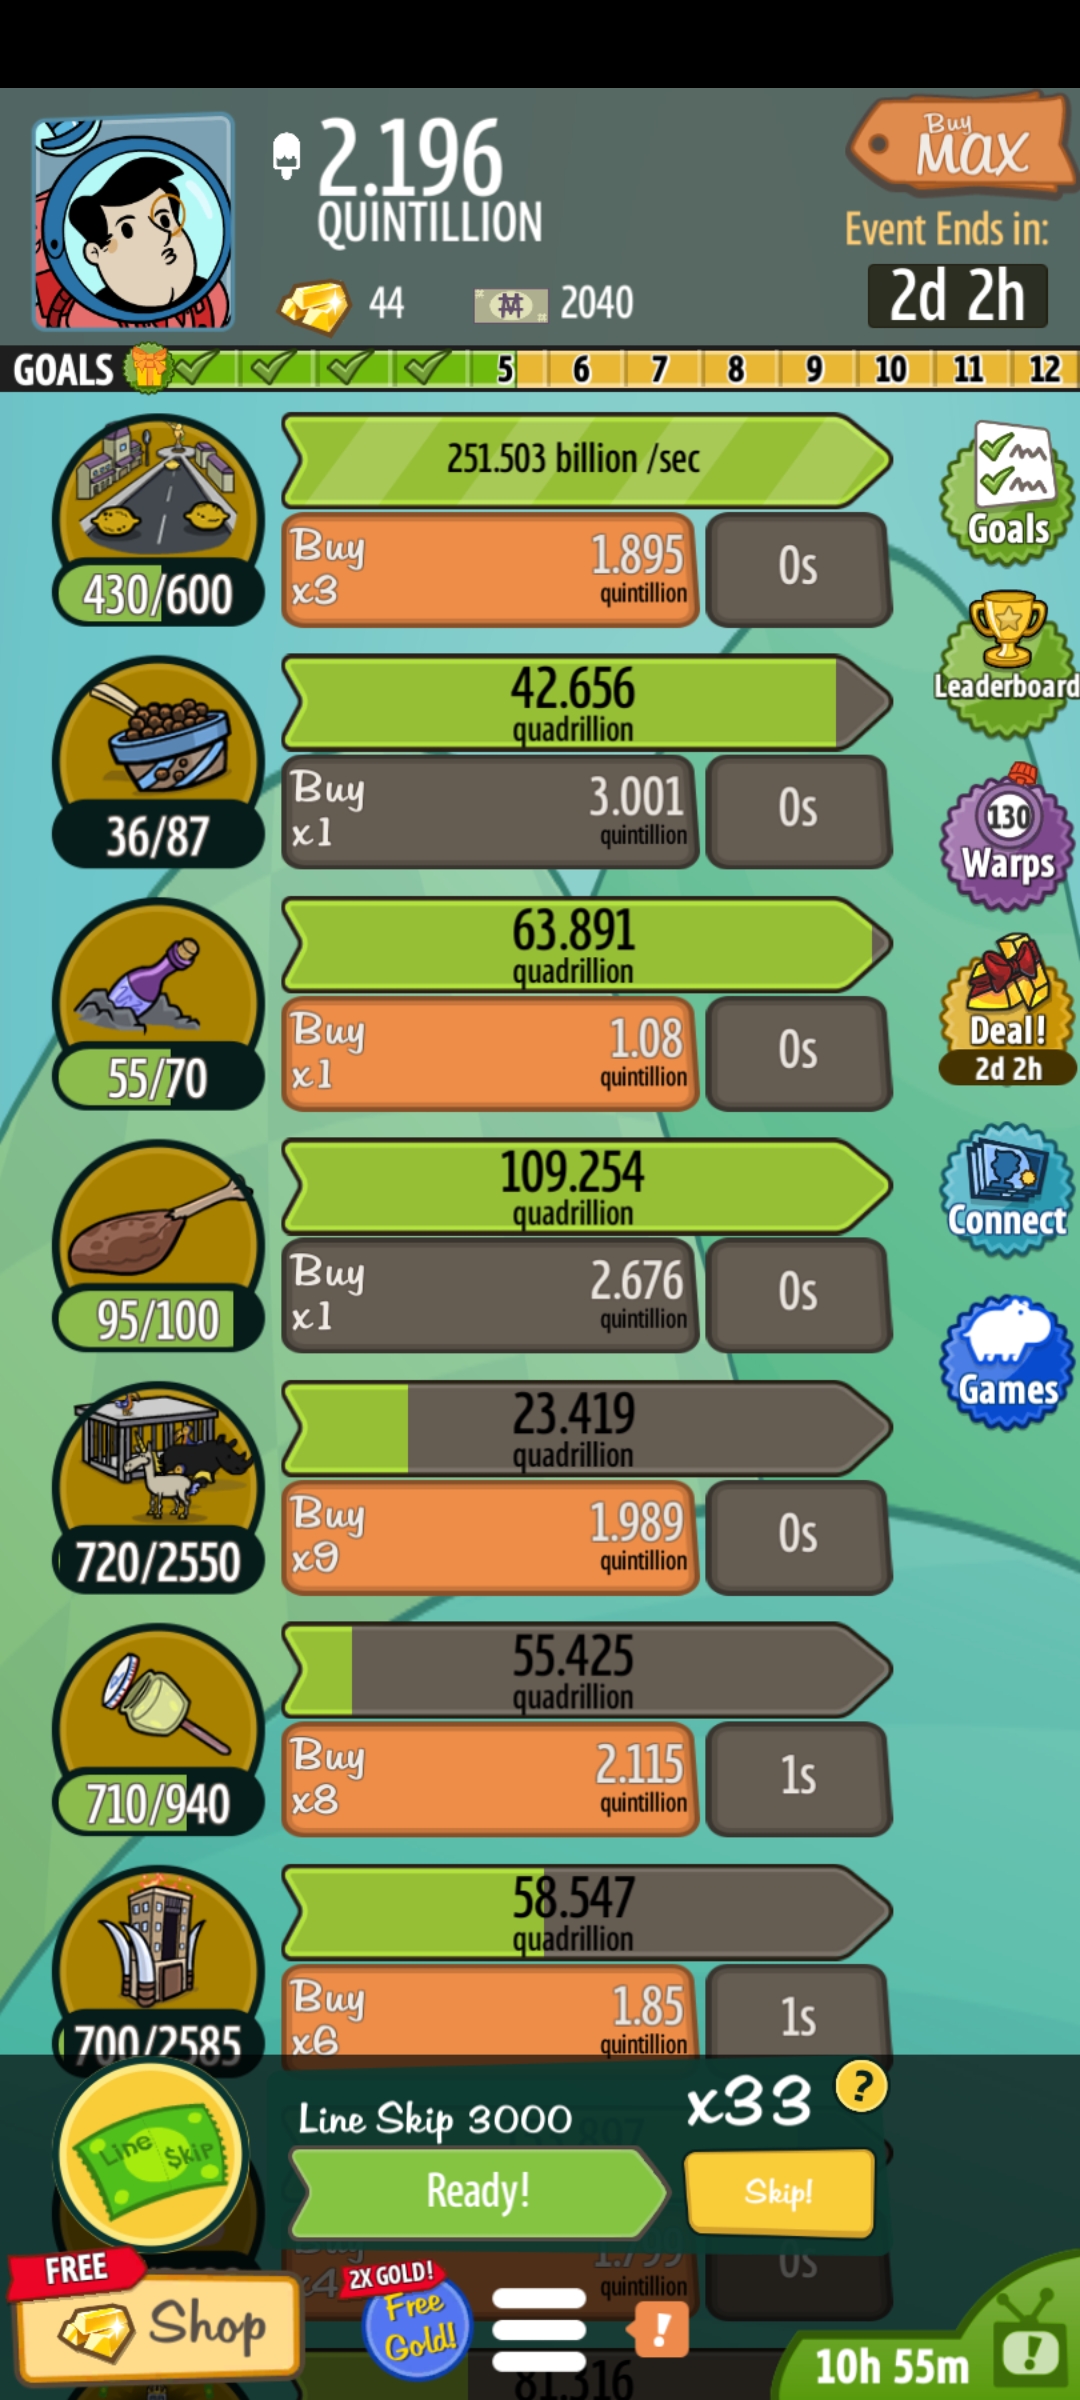 2.196
QUINTILLION
Buy
MAX
Event Ends in:
2d 2h
44
2040
GOALS
5 6 7 8 9 10 11 12
251.503 billion /sec
Buy
x3
1.895
quintillion
0s
430/600
42.656
quadrillion
Buy
x1
3.001
quintillion
0s
36/87
63.891
quadrillion
Buy
x1
1.08
quintillion
0s
55/70
109.254
quadrillion
Buy
x1
2.676
quintillion
0s
95/100
23.419
quadrillion
Buy
x9
1.989
quintillion
0s
720/2550
55.425
quadrillion
Buy
x8
2.115
quintillion
1s
710/940
58.547
quadrillion
Buy
x6
1.85
quintillion
1s
700/2585
Goals
Leaderboard
130
Warps
Deal!
2d 2h
Connect
Games
Line Skip
Line Skip 3000
x33
?
Ready!
Skip!
x4
1.799
quintillion
0s
FREE
Shop
2X GOLD!
Free
Gold!
!
10h 55m
!
81.316